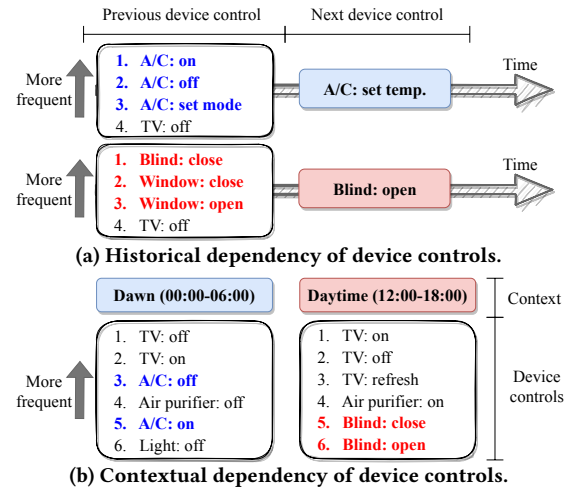 Previous device control
Next device control
More frequent
1. A/C: on
2. A/C: off
3. A/C: set mode
4. TV: off
A/C: set temp.
Time
More frequent
1. Blind: close
2. Window: close
3. Window: open
4. TV: off
Blind: open
Time
(a) Historical dependency of device controls.
Dawn (00:00-06:00)
Daytime (12:00-18:00)
Context
More frequent
1. TV: off
2. TV: on
3. A/C: off
4. Air purifier: off
5. A/C: on
6. Light: off
1. TV: on
2. TV: off
3. TV: refresh
4. Air purifier: on
5. Blind: close
6. Blind: open
Device controls
(b) Contextual dependency of device controls.